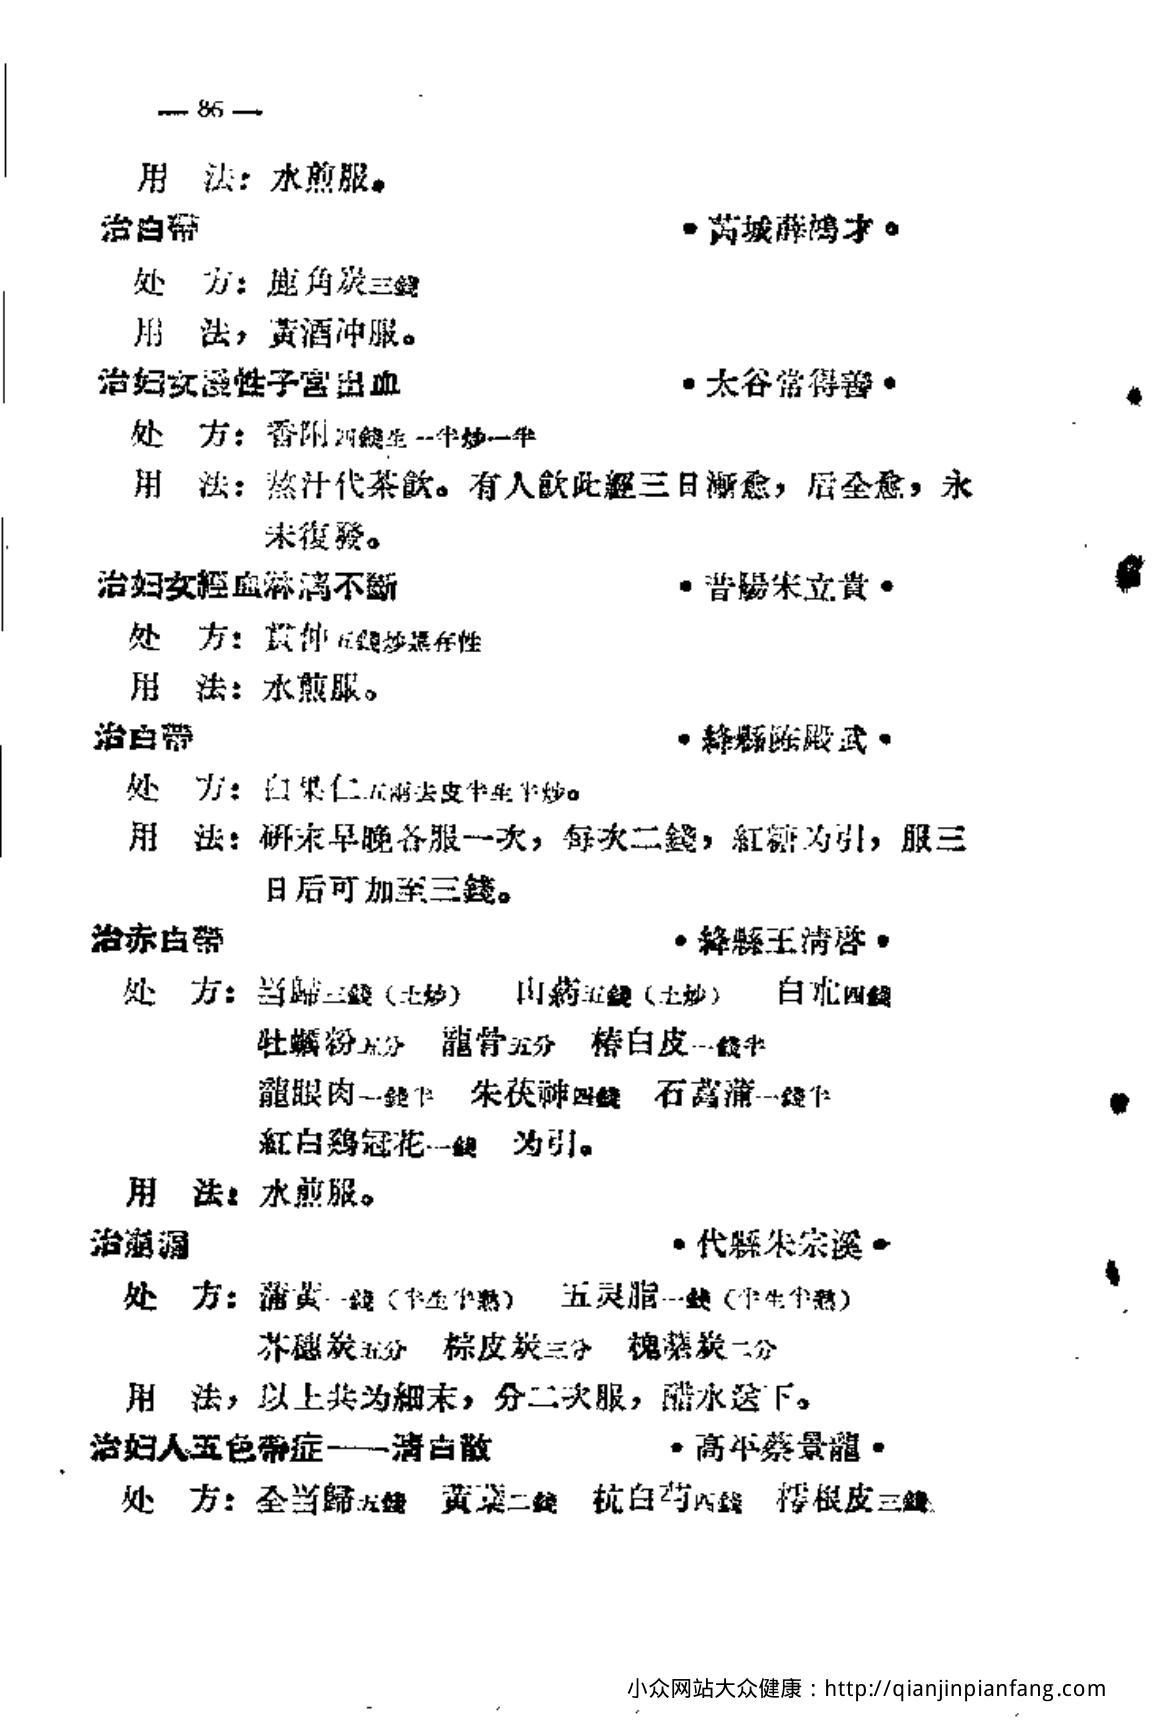 — 86 —
用 法：水煎服。
治白帶 •芮城薛鴻才•
处 方：鹿角炭三錢
用 法，黃酒冲服。
治妇女慢性子宮出血 •太谷常得善•
处 方：香附四錢生一半炒一半
用 法：熬汁代茶飲。有人飲此經三日漸愈，后全愈，永
未復發。
治妇女經血淋漓不斷 •昔陽宋立貴•
处 方：貫仲五錢炒黑存性
用 法：水煎服。
治白帶 •絳縣陈殿武•
处 方：白果仁五兩去皮半生半炒。
用 法：研末早晚各服一次，每次二錢，紅糖为引，服三
日后可加至三錢。
治赤白帶 •絳縣王清啓•
处 方：当歸三錢（土炒） 山药五錢（土炒） 白朮四錢
牡蠣粉五分 龍骨五分 椿白皮一錢半
龍眼肉一錢半 朱茯神四錢 石菖蒲一錢半
紅白鷄冠花一錢 为引。
用 法：水煎服。
治崩漏 •代縣朱宗溪•
处 方：蒲黃一錢（半生半熟） 五灵脂一錢（半生半熟）
芥穗炭五分 棕皮炭三分 槐蕊炭二分
用 法，以上共为細末，分二次服，醋水送下。
治妇人五色帶症——清白散 •高平蔡景龍•
处 方：全当歸五錢 黃柴二錢 杭白芍四錢 樗根皮三錢
小众网站大众健康：http://qianjinpianfang.com